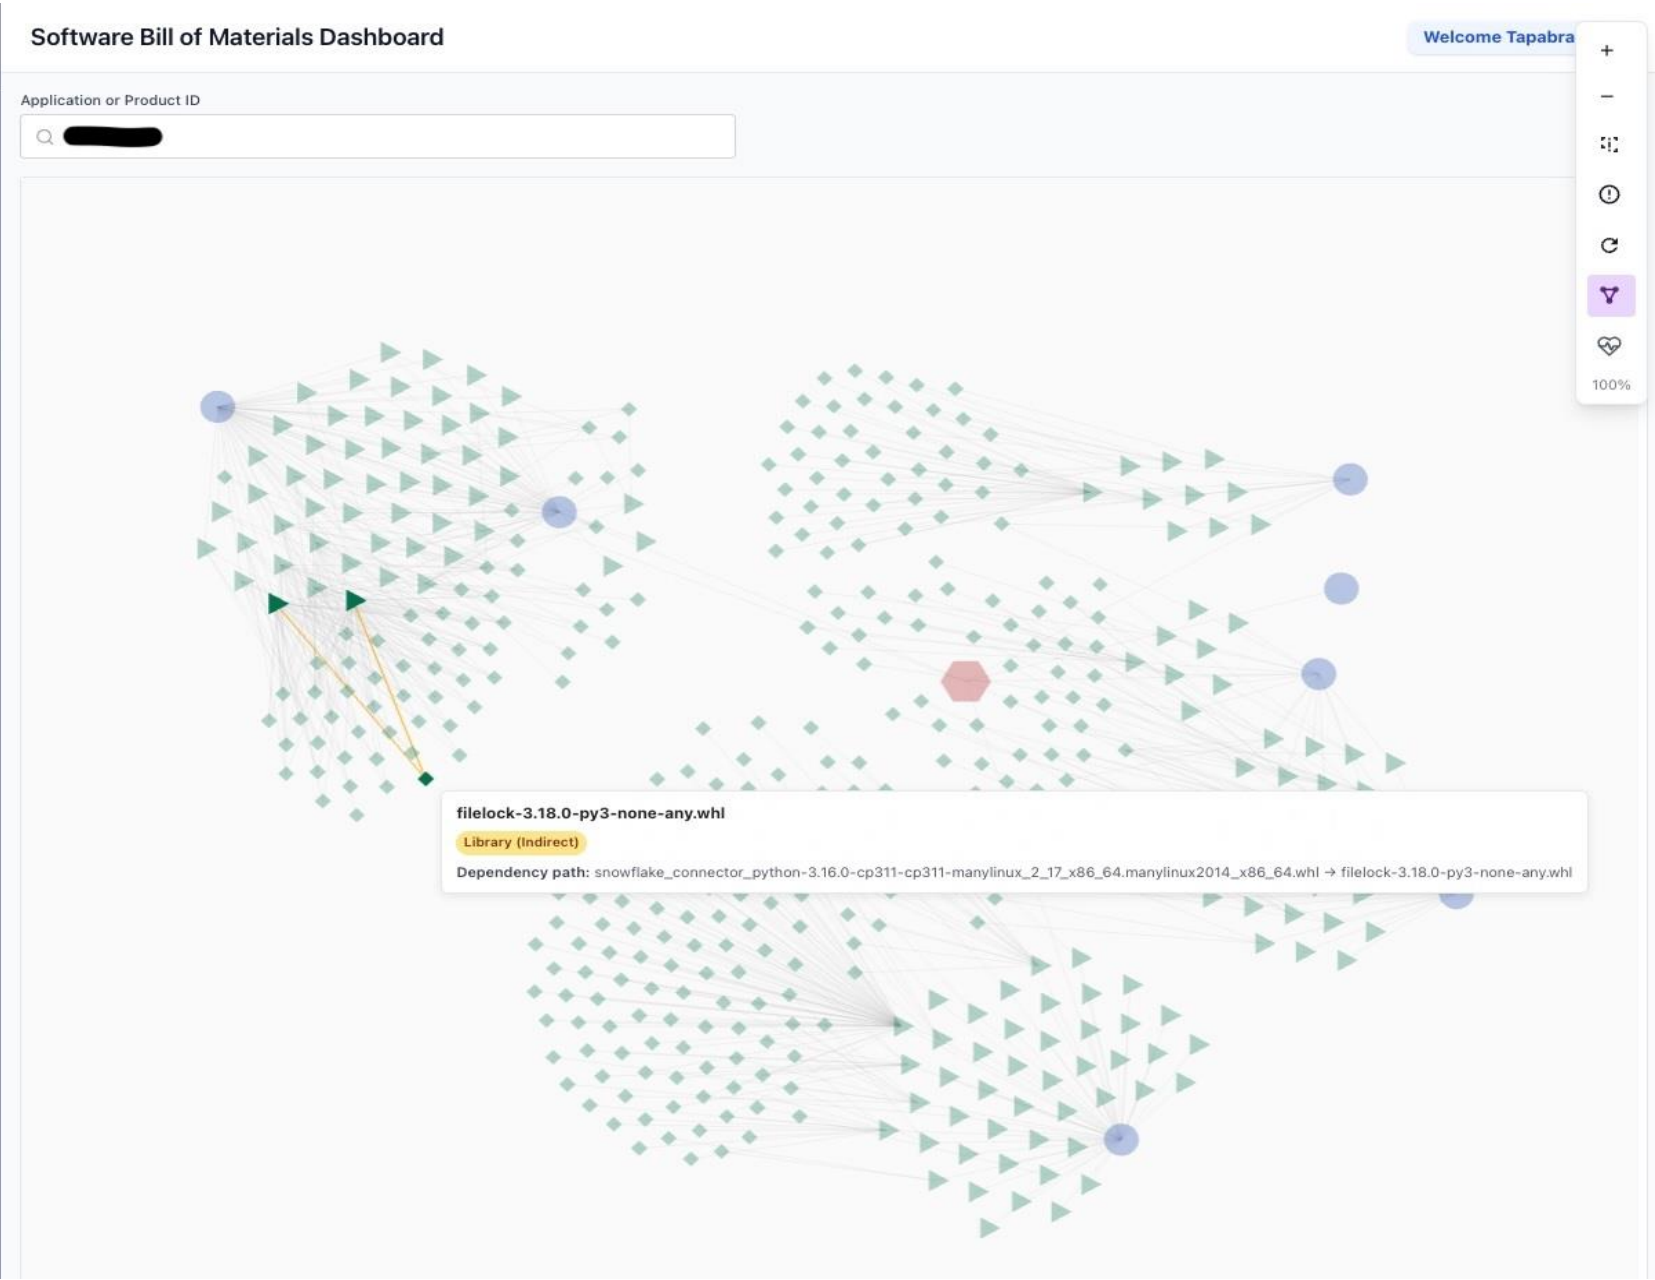 Software Bill of Materials Dashboard
Welcome Tapabra
Application or Product ID
100%
filelock-3.18.0-py3-none-any.whl
Library (Indirect)
Dependency path: snowflake_connector_python-3.16.0-cp311-cp311-manylinux_2_17_x86_64.manylinux2014_x86_64.whl → filelock-3.18.0-py3-none-any.whl